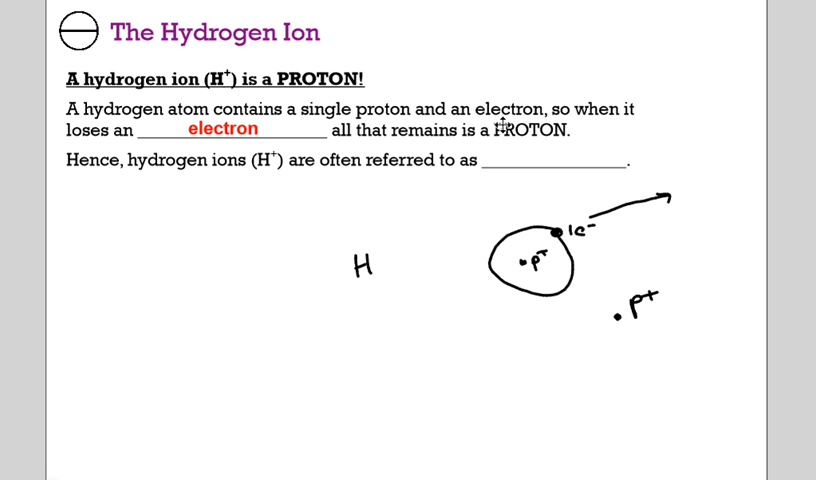 The Hydrogen Ion
A hydrogen ion (H⁺) is a PROTON!
A hydrogen atom contains a single proton and an electron, so when it
loses an electron all that remains is a PROTON.
Hence, hydrogen ions (H⁺) are often referred to as ________________.
1e⁻
H
p⁺
p⁺